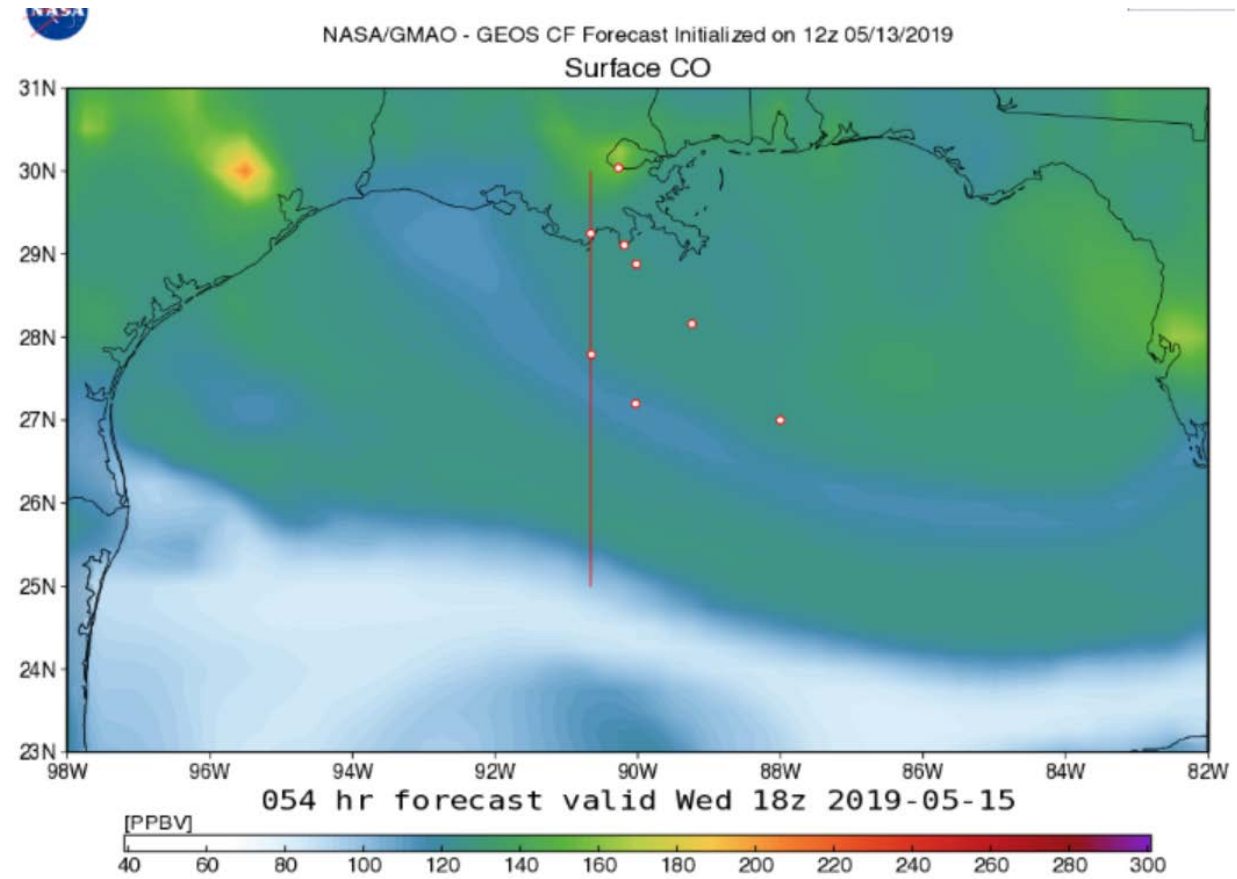 NASA
NASA/GMAO - GEOS CF Forecast Initialized on 12z 05/13/2019
Surface CO
31N
30N
29N
28N
27N
26N
25N
24N
23N
98W 96W 94W 92W 90W 88W 86W 84W 82W
054 hr forecast valid Wed 18z 2019-05-15
[PPBV]
40 60 80 100 120 140 160 180 200 220 240 260 280 300